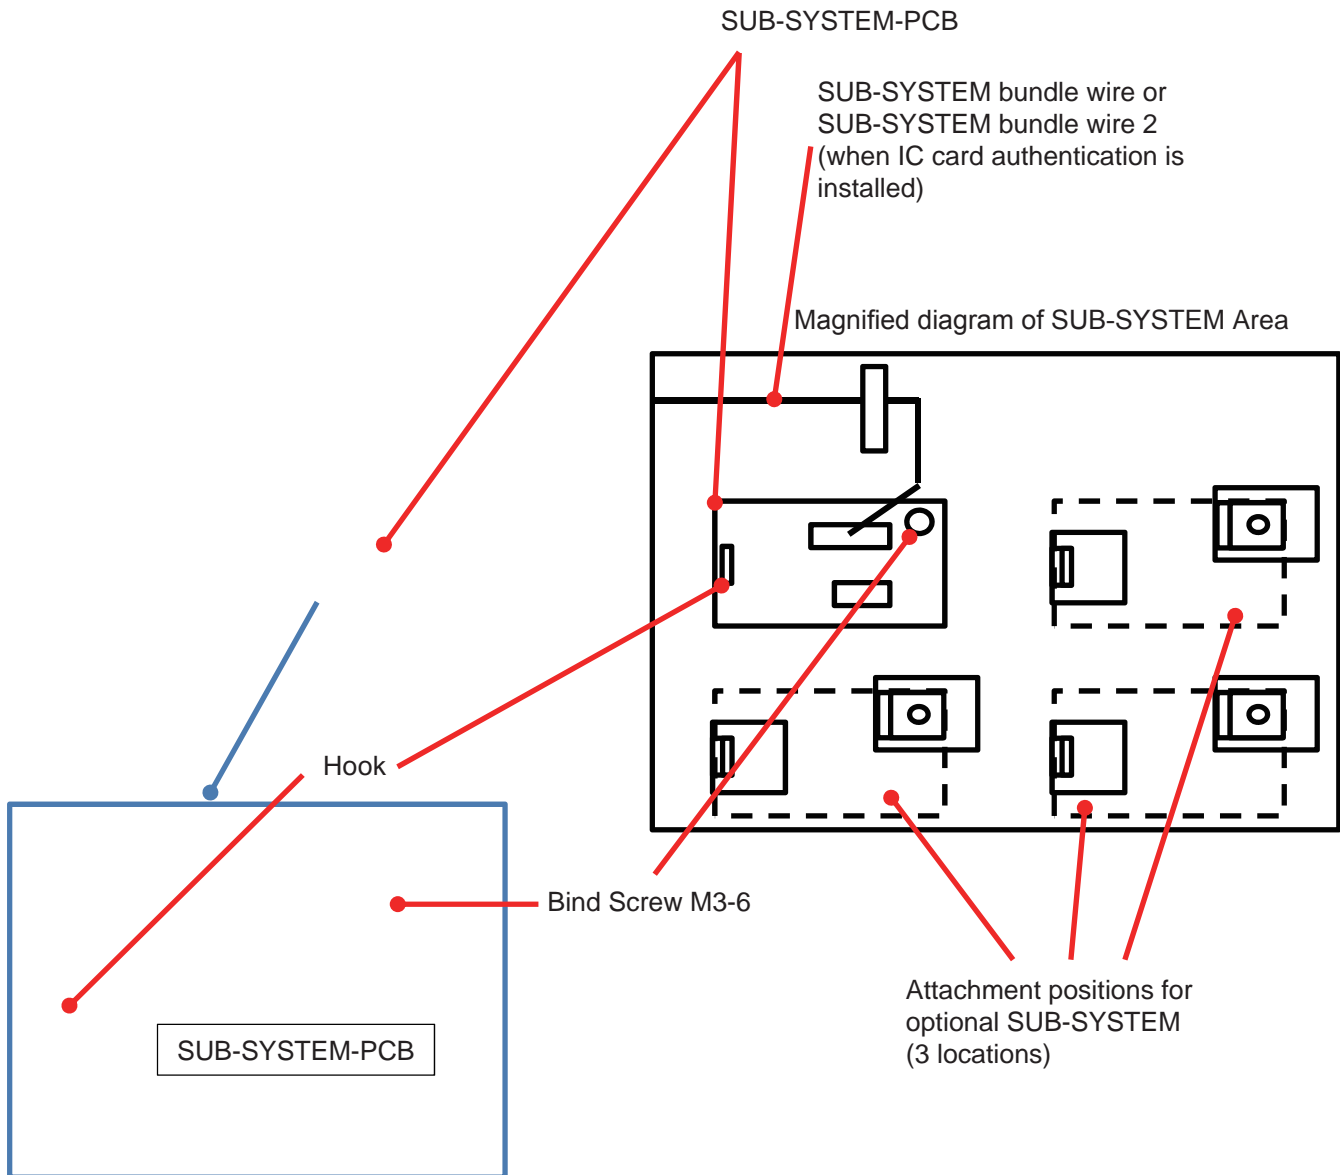 SUB-SYSTEM-PCB
SUB-SYSTEM bundle wire or
SUB-SYSTEM bundle wire 2
(when IC card authentication is
installed)
Magnified diagram of SUB-SYSTEM Area
Hook
Bind Screw M3-6
Attachment positions for
optional SUB-SYSTEM
(3 locations)
SUB-SYSTEM-PCB